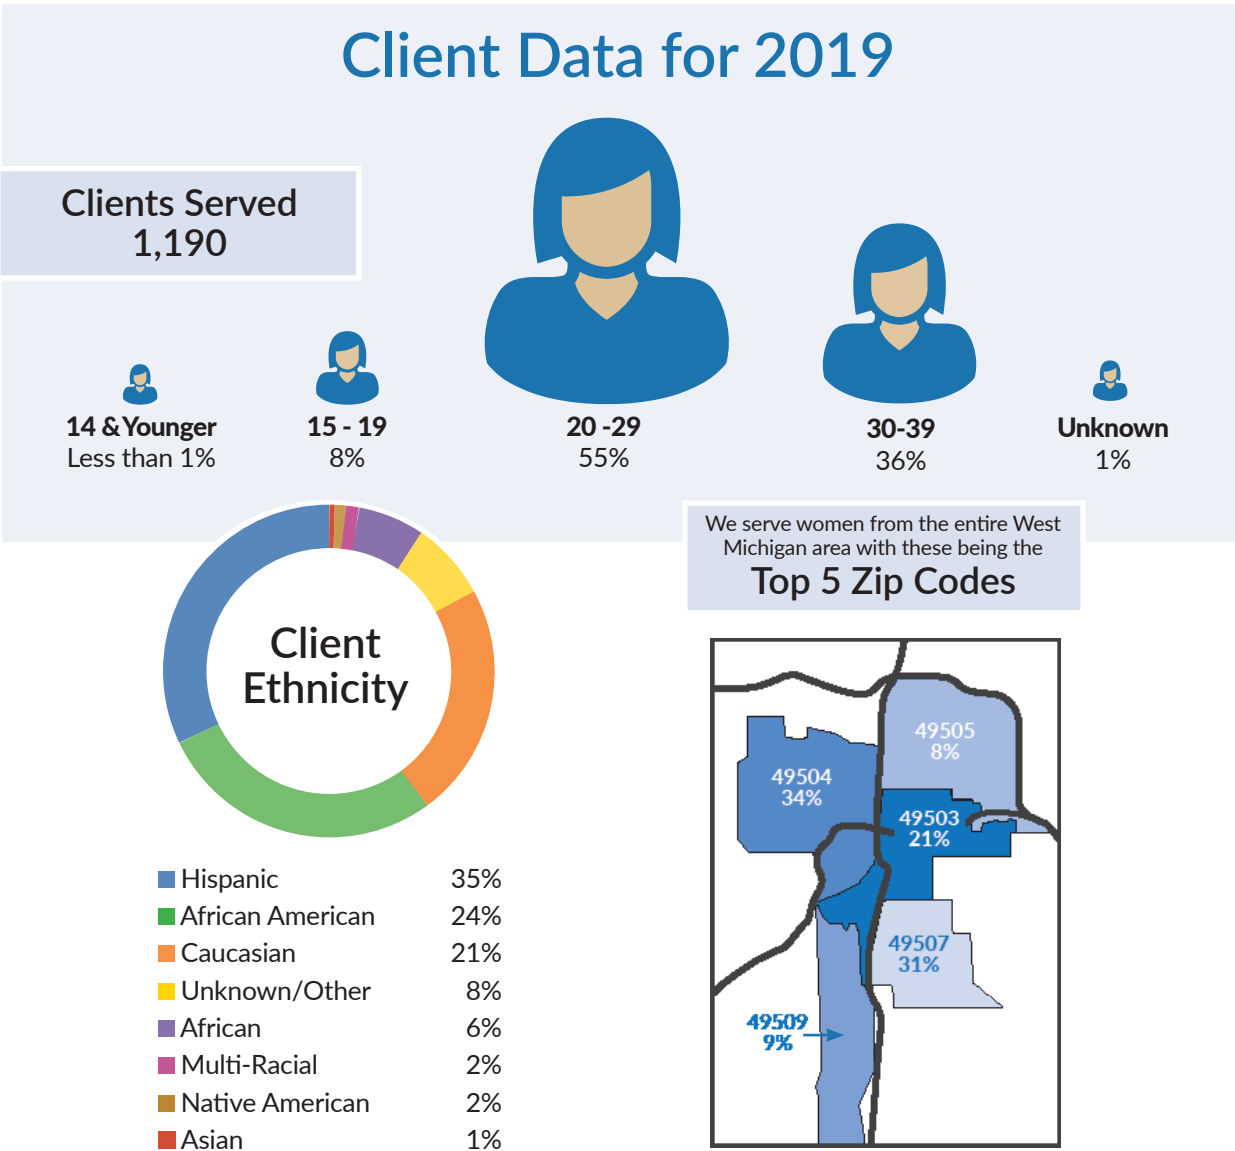 Client Data for 2019
Clients Served
1,190
14 & Younger
Less than 1%
15 - 19
8%
20 -29
55%
30-39
36%
Unknown
1%
Client
Ethnicity
Hispanic 35%
African American 24%
Caucasian 21%
Unknown/Other 8%
African 6%
Multi-Racial 2%
Native American 2%
Asian 1%
We serve women from the entire West
Michigan area with these being the
Top 5 Zip Codes
49505
8%
49504
34%
49503
21%
49507
31%
49509
9%